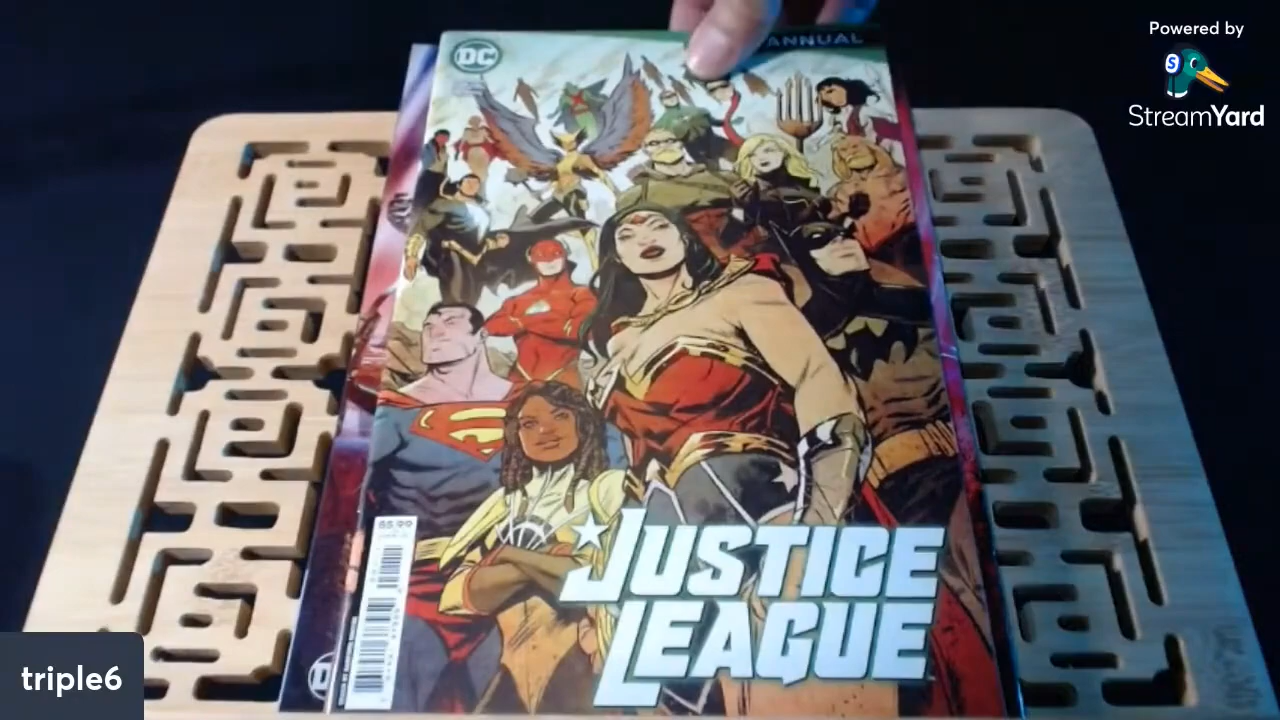 Powered by
StreamYard
DC
ANNUAL
$5.99
JUSTICE
LEAGUE
triple6